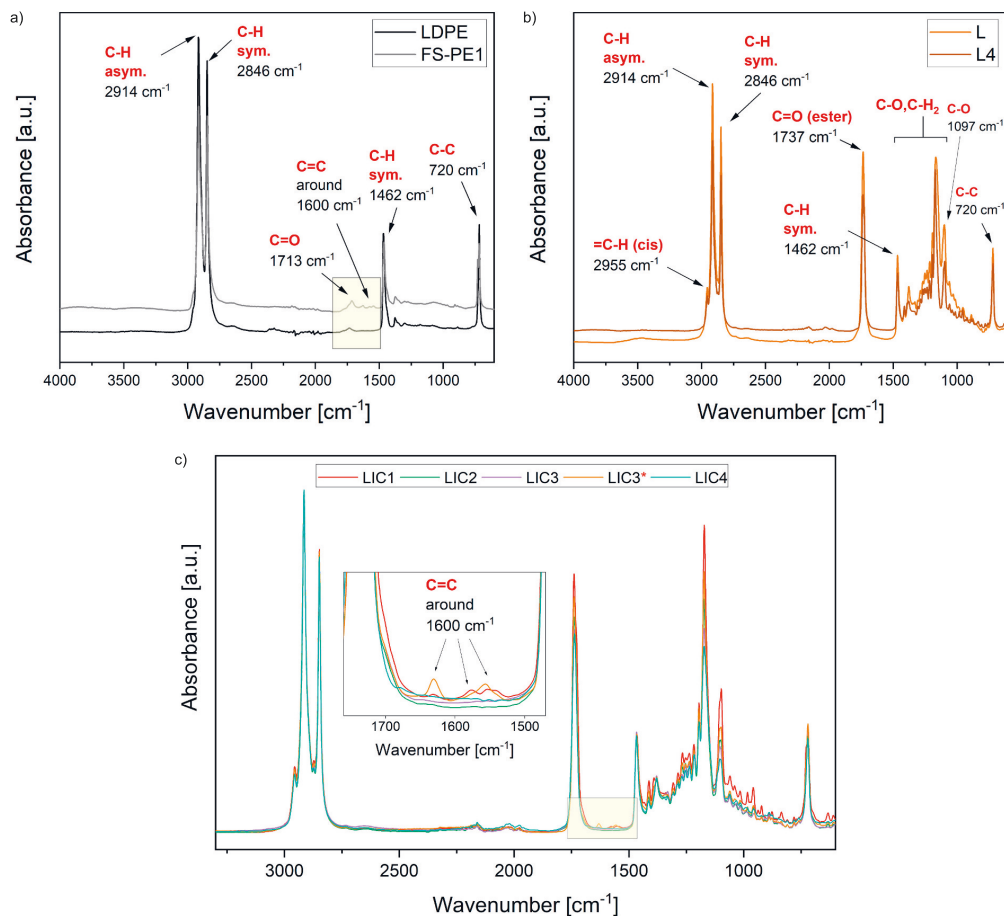 a)
LDPE
FS-PE1
C-H
asym.
2914 cm-1
C-H
sym.
2846 cm-1
C=C
around
1600 cm-1
C=O
1713 cm-1
C-H
sym.
1462 cm-1
C-C
720 cm-1
Absorbance [a.u.]
4000 3500 3000 2500 2000 1500 1000
Wavenumber [cm-1]
b)
L
L4
C-H
asym.
2914 cm-1
C-H
sym.
2846 cm-1
=C-H (cis)
2955 cm-1
C=O (ester)
1737 cm-1
C-H
sym.
1462 cm-1
C-O,C-H2
C-O
1097 cm-1
C-C
720 cm-1
Absorbance [a.u.]
4000 3500 3000 2500 2000 1500 1000
Wavenumber [cm-1]
c)
LIC1 LIC2 LIC3 LIC3* LIC4
C=C
around
1600 cm-1
1700 1600 1500
Wavenumber [cm-1]
Absorbance [a.u.]
3000 2500 2000 1500 1000
Wavenumber [cm-1]